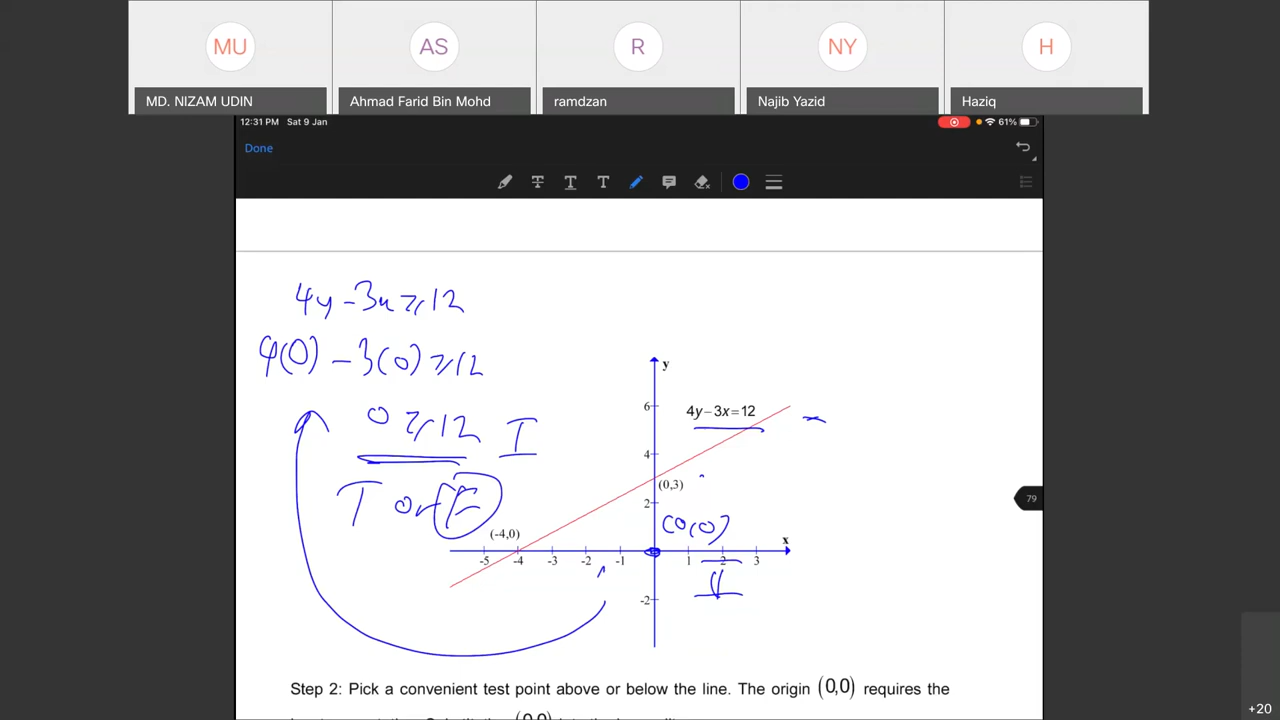 MU AS R NY H
MD. NIZAM UDIN Ahmad Farid Bin Mohd ramdzan Najib Yazid Haziq
12:31 PM Sat 9 Jan 61%
Done
T T T
4y - 3x ≥ 12
4(0) - 3(0) ≥ 12
0 ≥ 12 I
T or F
y
6
4y−3x=12
4
(0,3)
2
(0,0)
(-4,0)
x
-5 -4 -3 -2 -1 1 2 3
II
-2
79
Step 2: Pick a convenient test point above or below the line. The origin (0,0) requires the
+20